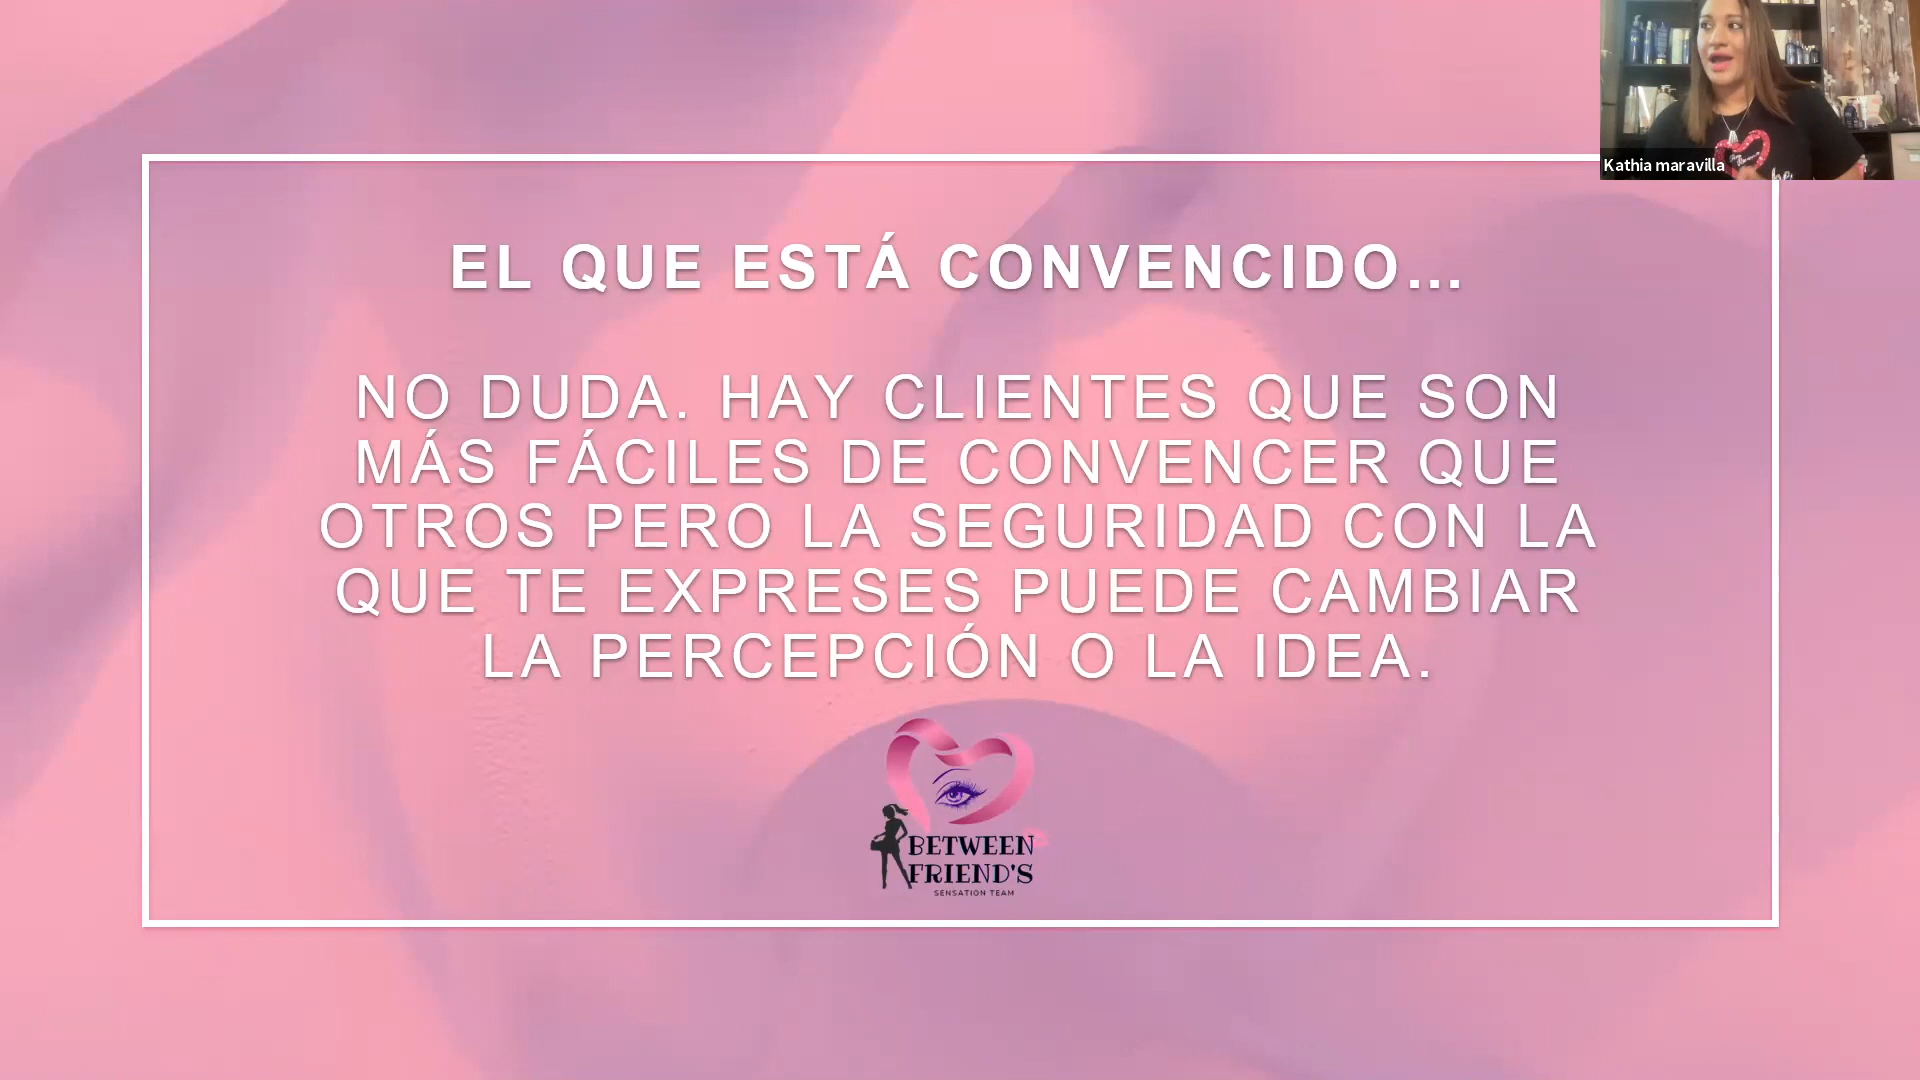 Kathia maravilla
EL QUE ESTÁ CONVENCIDO...
NO DUDA. HAY CLIENTES QUE SON
MÁS FÁCILES DE CONVENCER QUE
OTROS PERO LA SEGURIDAD CON LA
QUE TE EXPRESES PUEDE CAMBIAR
LA PERCEPCIÓN O LA IDEA.
BETWEEN
FRIEND'S
SENSATION TEAM